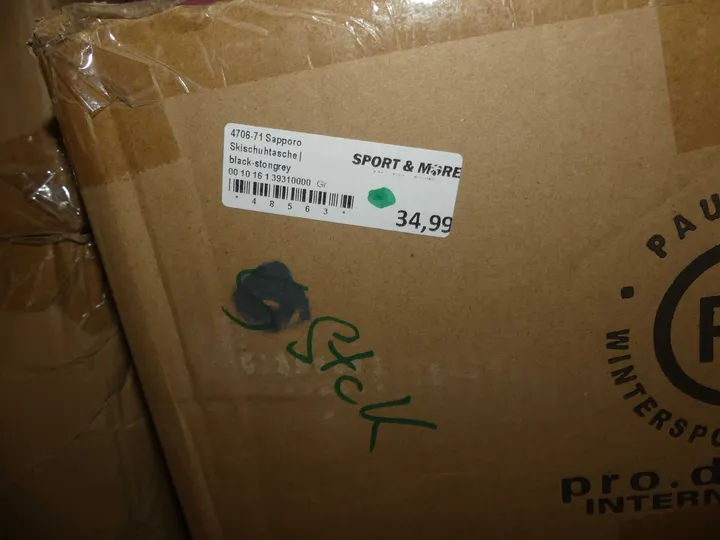 4706-71 Sapporo
Skischuhtasche |
black-stongrey
SPORT & MORE
00 10 16 1 39310000 Gr
* 4 8 5 6 3 *
34,99
Stck
PAU
WINTERSPO
pro.d
INTERN